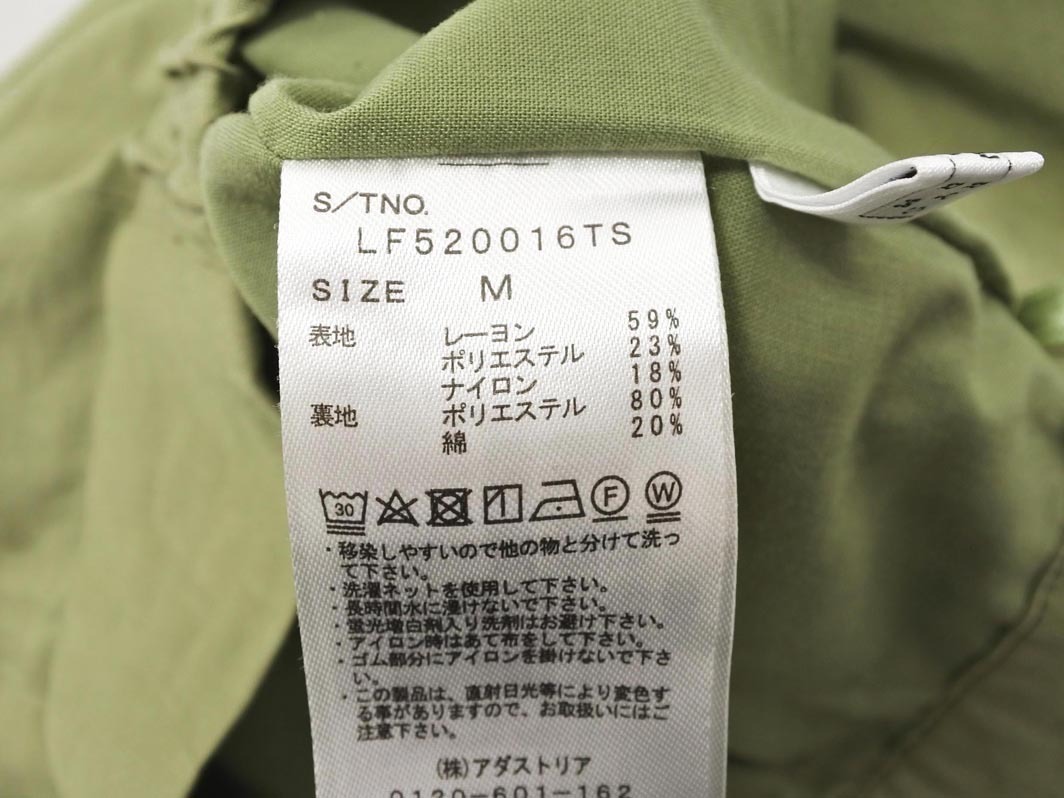 S/TNO.
LF520016TS
SIZE M
表地 レーヨン 59%
ポリエステル 23%
ナイロン 18%
裏地 ポリエステル 80%
綿 20%
30 F W
・移染しやすいので他の物と分けて洗っ
て下さい。
・洗濯ネットを使用して下さい。
・長時間水に浸けないで下さい。
・蛍光増白剤入り洗剤はお避け下さい。
・アイロン時はあて布をして下さい。
・ゴム部分にアイロンを掛けないで下さ
い。
・この製品は、直射日光等により変色す
る事がありますので、お取扱いにはご
注意下さい。
(株)アダストリア
0120-601-162